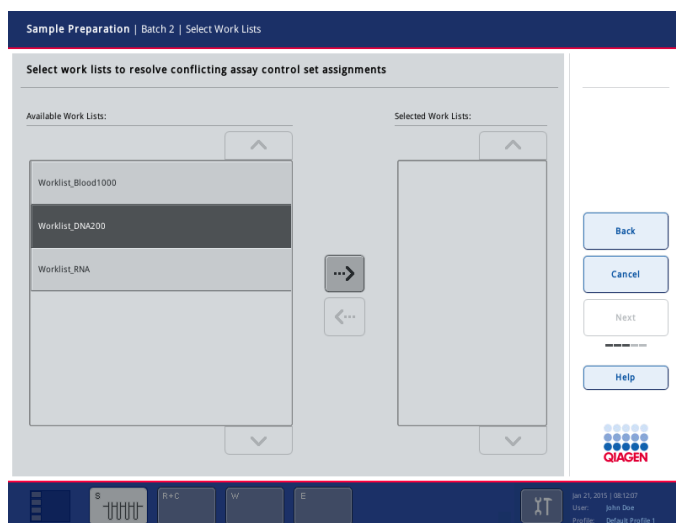 Sample Preparation | Batch 2 | Select Work Lists
Select work lists to resolve conflicting assay control set assignments
Available Work Lists:
Selected Work Lists:
Worklist_Blood1000
Worklist_DNA200
Worklist_RNA
Back
Cancel
Next
Help
QIAGEN
S
R+C
W
E
Jan 21, 2015 | 08:12:07
User: John Doe
Profile: Default Profile 1